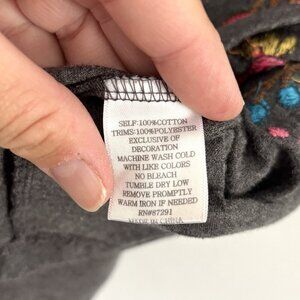 SELF:100%COTTON
TRIMS:100%POLYESTER
EXCLUSIVE OF
DECORATION
MACHINE WASH COLD
WITH LIKE COLORS
NO BLEACH
TUMBLE DRY LOW
REMOVE PROMPTLY
WARM IRON IF NEEDED
RN#87291
MADE IN CHINA